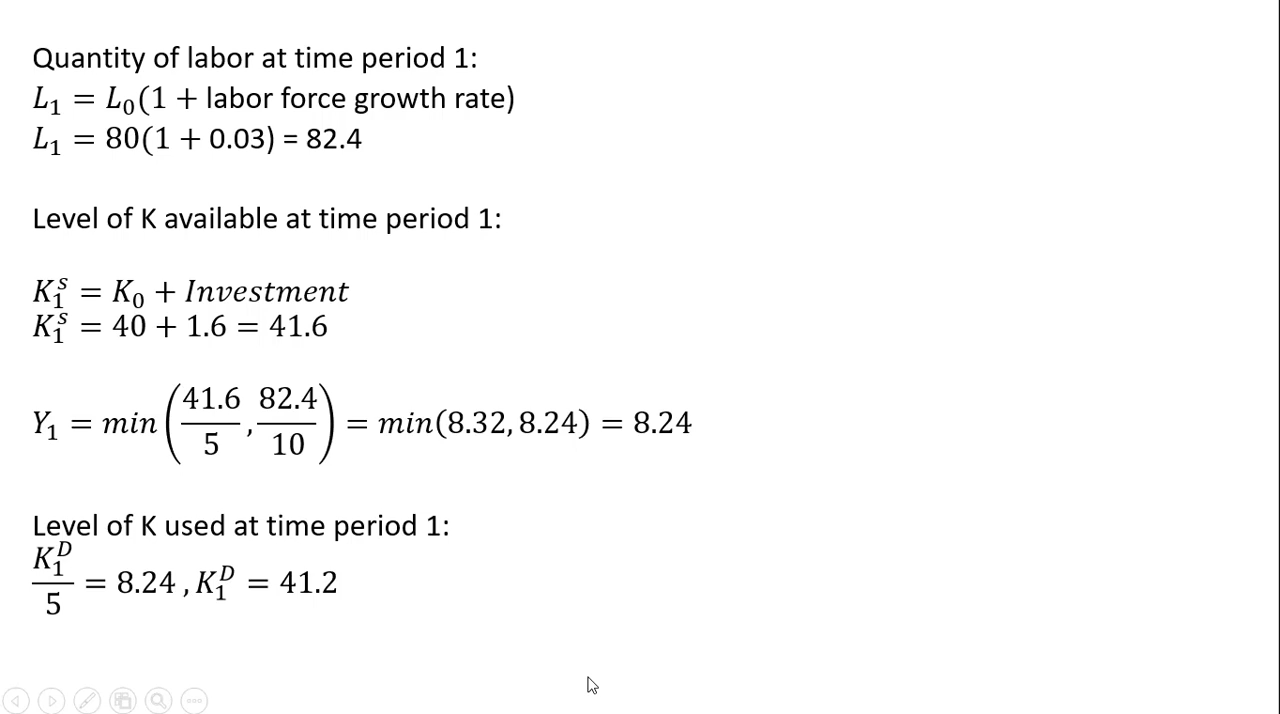 Quantity of labor at time period 1:
L₁ = L₀(1 + labor force growth rate)
L₁ = 80(1 + 0.03) = 82.4
Level of K available at time period 1:
K₁ˢ = K₀ + Investment
K₁ˢ = 40 + 1.6 = 41.6
Y₁ = min(41.6/5, 82.4/10) = min(8.32, 8.24) = 8.24
Level of K used at time period 1:
K₁ᴰ/5 = 8.24 , K₁ᴰ = 41.2